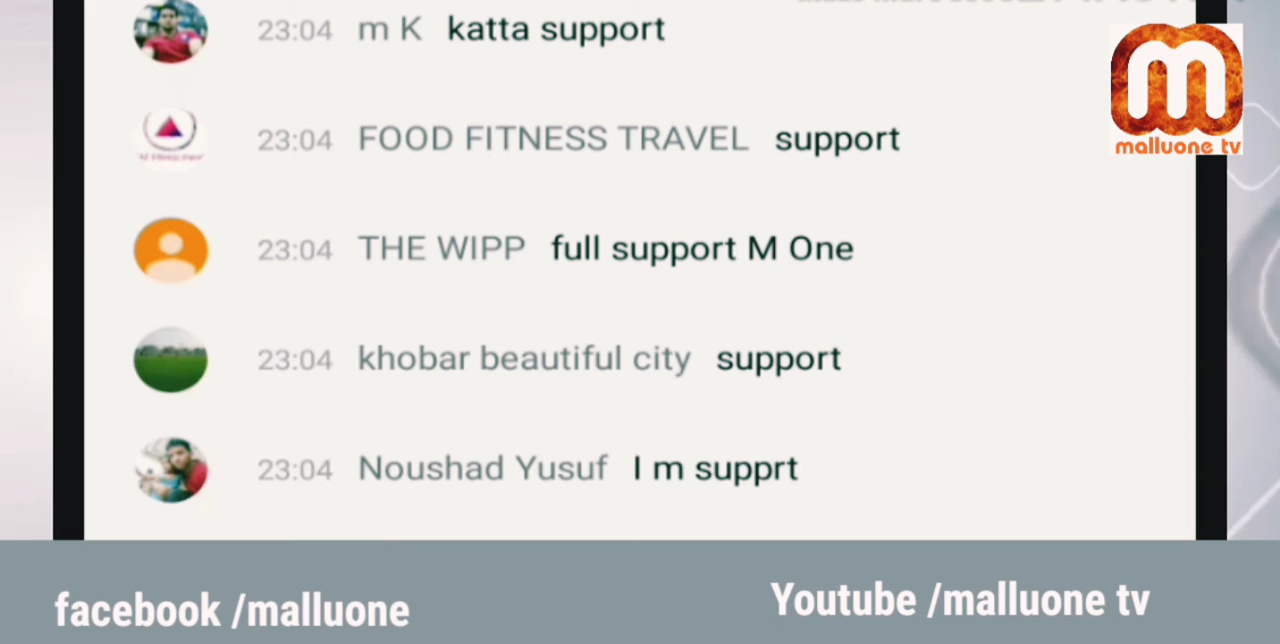 23:04 m K katta support
malluone tv
23:04 FOOD FITNESS TRAVEL support
23:04 THE WIPP full support M One
23:04 khobar beautiful city support
23:04 Noushad Yusuf I m supprt
facebook /malluone
Youtube /malluone tv